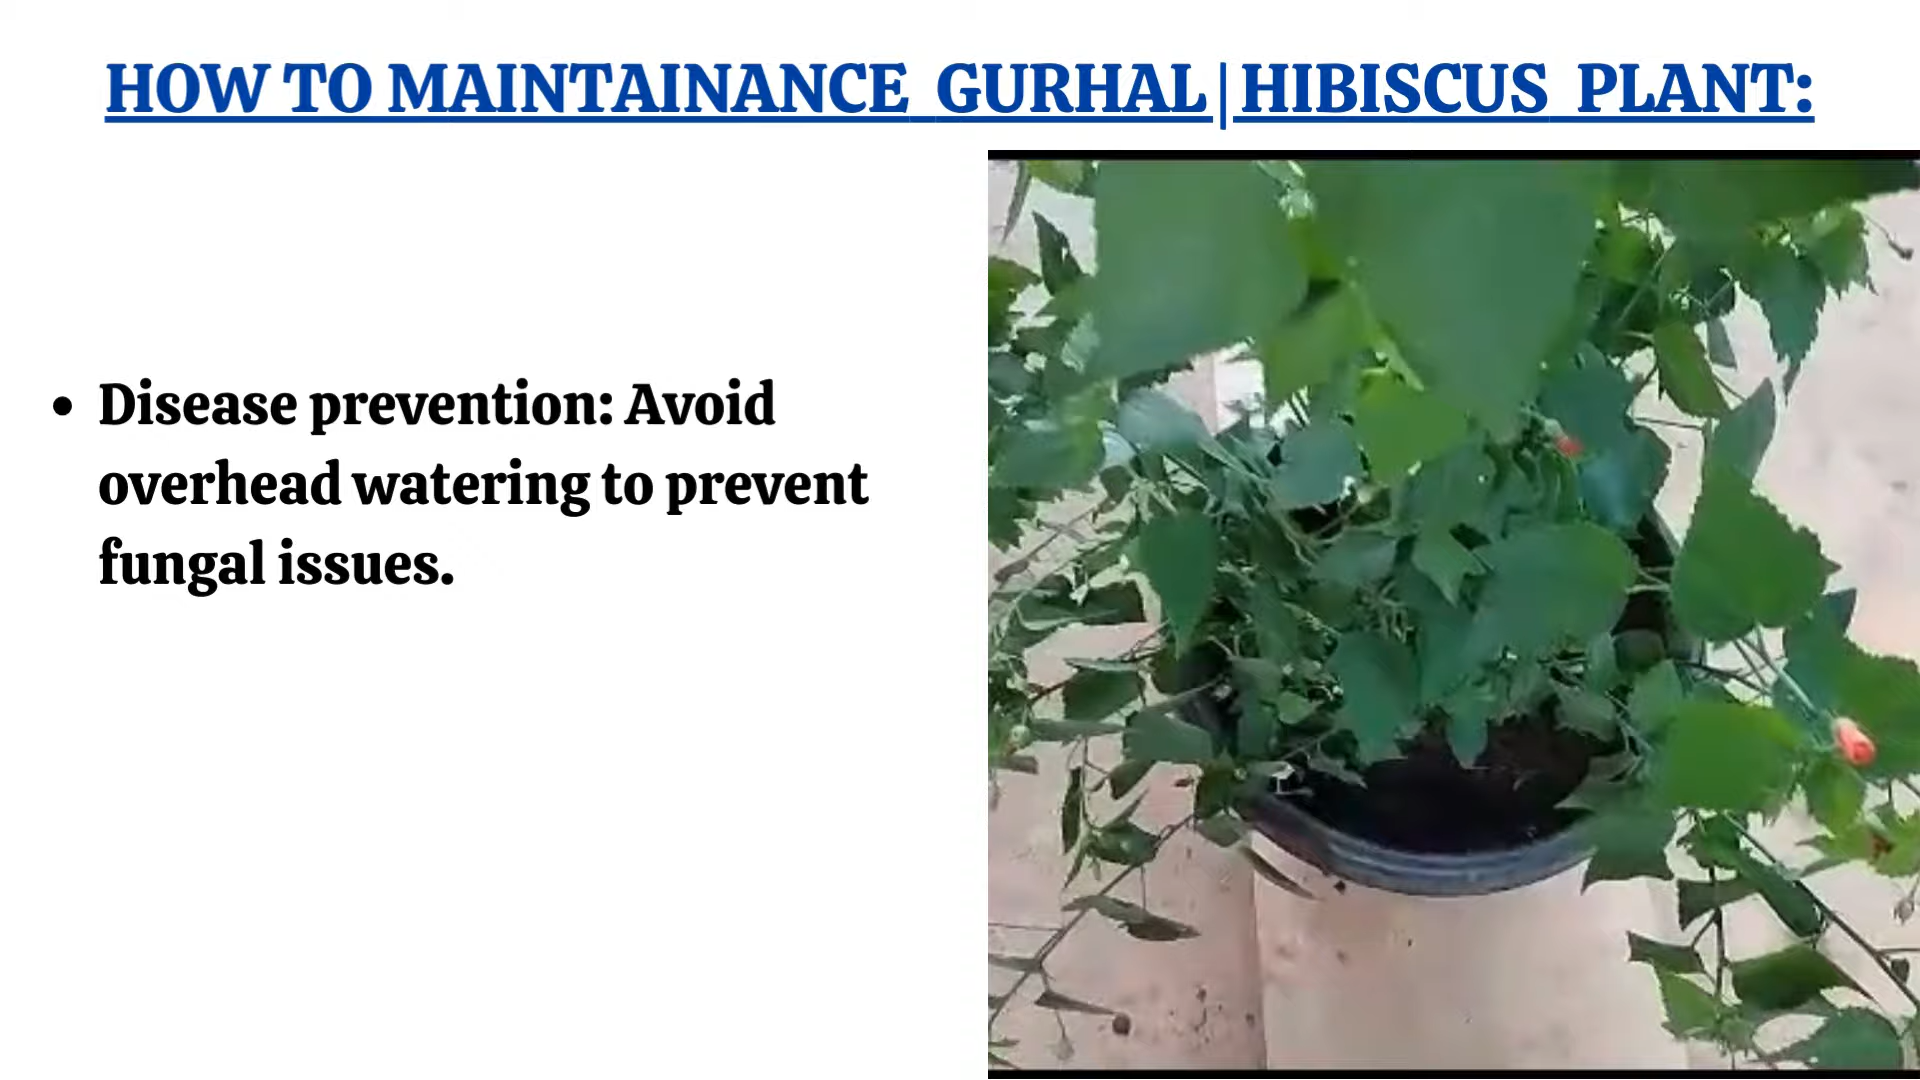 HOW TO MAINTAINANCE GURHAL|HIBISCUS PLANT:
• Disease prevention: Avoid
overhead watering to prevent
fungal issues.